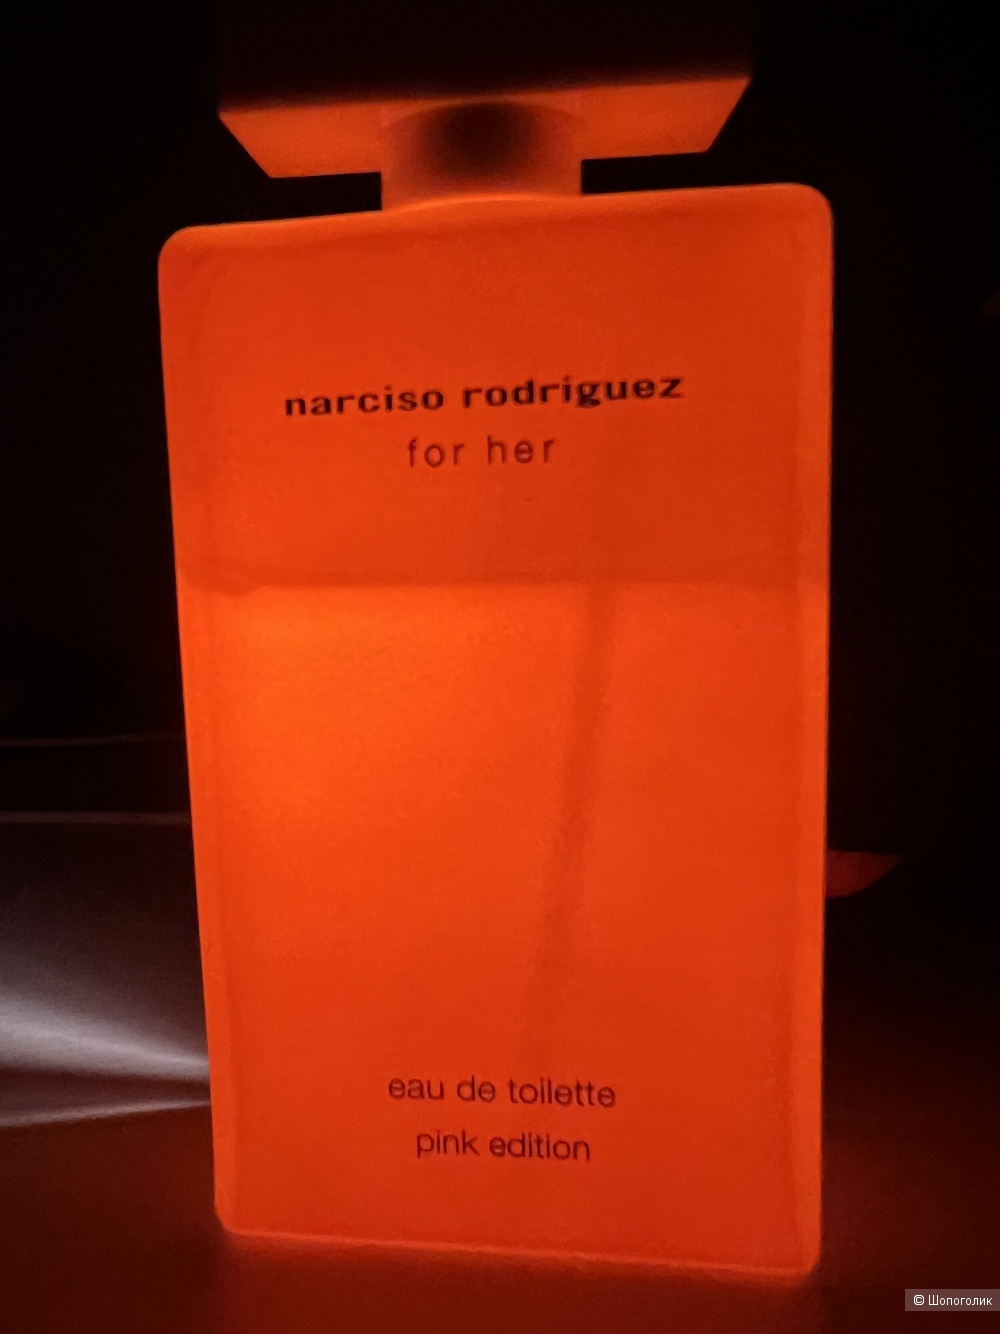 narciso rodriguez
for her
eau de toilette
pink edition
© Шопоголик